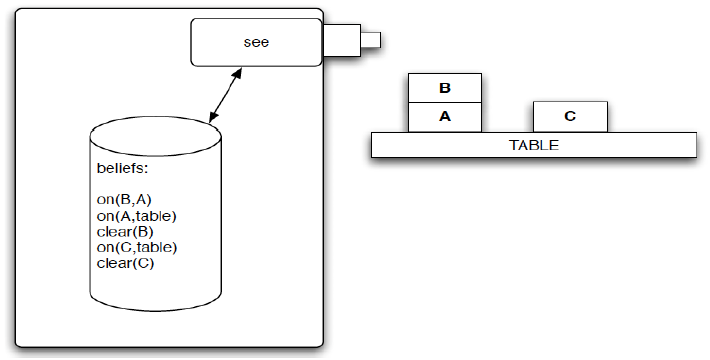 see
beliefs:
on(B,A)
on(A,table)
clear(B)
on(C,table)
clear(C)
B
A
C
TABLE